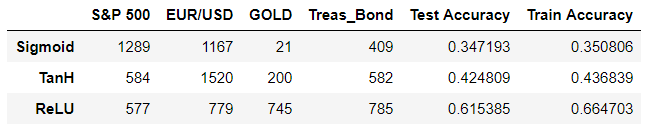 S&P 500 EUR/USD GOLD Treas_Bond Test Accuracy Train Accuracy
Sigmoid 1289 1167 21 409 0.347193 0.350806
TanH 584 1520 200 582 0.424809 0.436839
ReLU 577 779 745 785 0.615385 0.664703